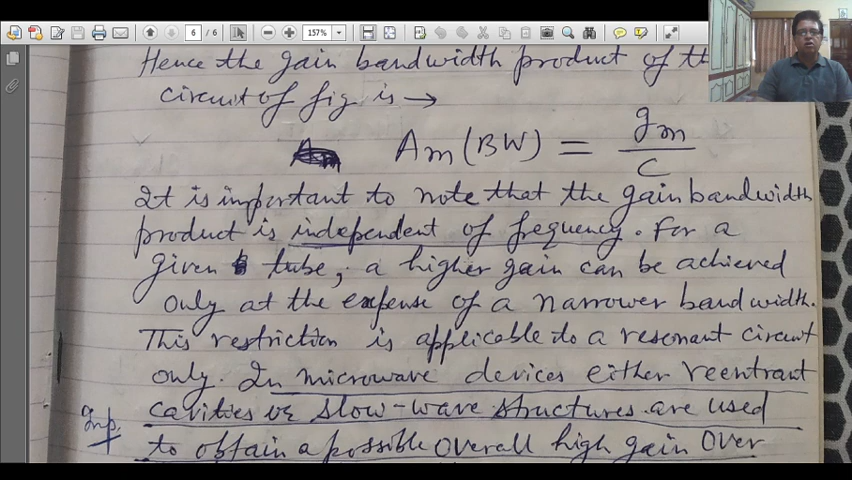 6 / 6
157%
Hence the gain bandwidth product of th
circuit of fig is →
Am (BW) = gm / C
It is important to note that the gain bandwidth
product is independent of frequency. For a
given tube, a higher gain can be achieved
only at the expense of a narrower bandwidth.
This restriction is applicable to a resonant circuit
only. In microwave devices either reentrant
cavities or slow-wave structures are used
Imp.
to obtain a possible overall high gain over